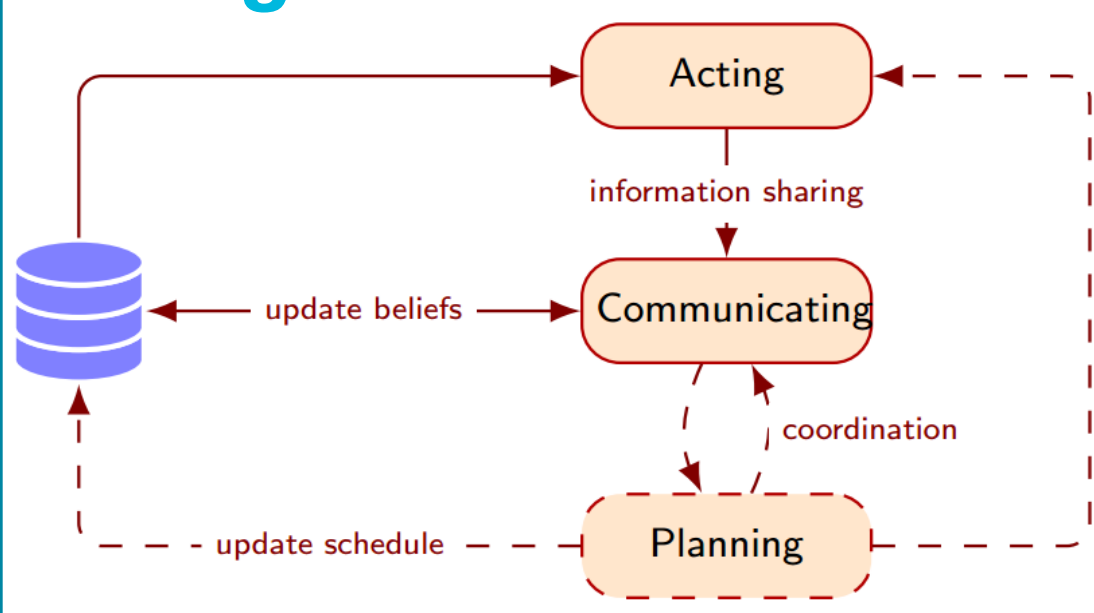 Acting
information sharing
update beliefs
Communicating
coordination
update schedule
Planning